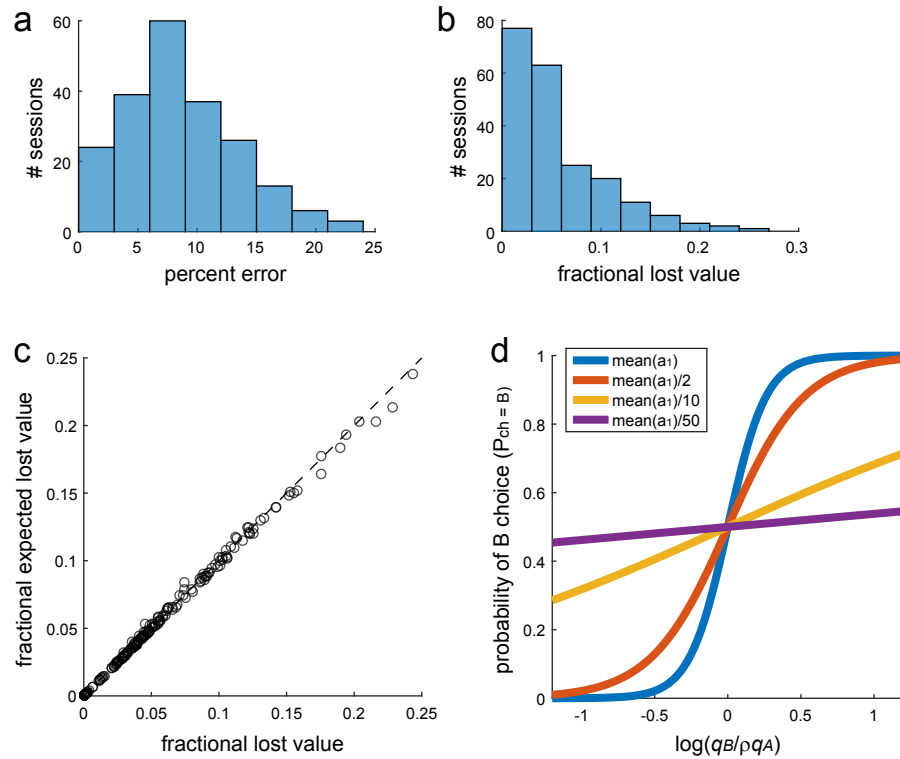 a
60
40
20
0
# sessions
0 5 10 15 20 25
percent error
b
80
60
40
20
0
# sessions
0 0.1 0.2 0.3
fractional lost value
c
0.25
0.2
0.15
0.1
0.05
0
fractional expected lost value
0 0.05 0.1 0.15 0.2 0.25
fractional lost value
d
mean(a₁)
mean(a₁)/2
mean(a₁)/10
mean(a₁)/50
1
0.8
0.6
0.4
0.2
0
probability of B choice (Pch = B)
-1 -0.5 0 0.5 1
log(qB/ρqA)